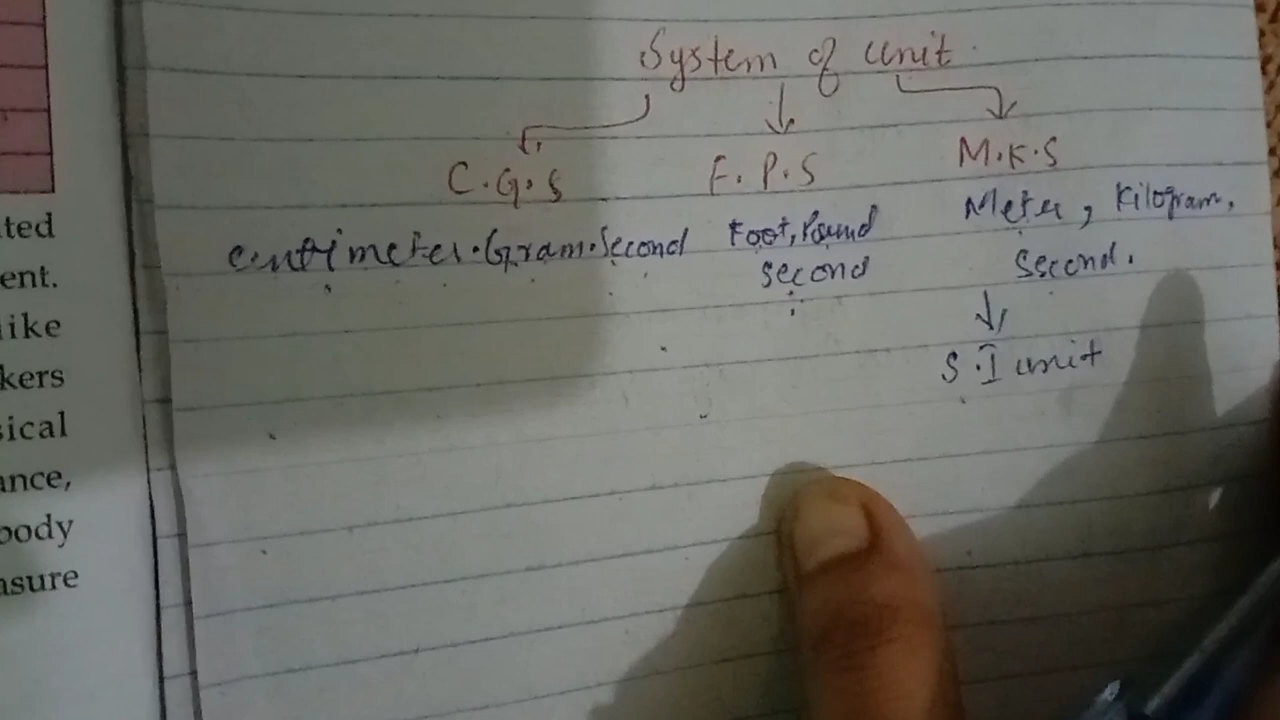 System of unit
C.G.S F.P.S M.K.S
centimeter.Gram.Second Foot, Pound second Meter, Kilogram, Second.
S.I unit
ted
ent.
like
kers
sical
ance,
body
asure